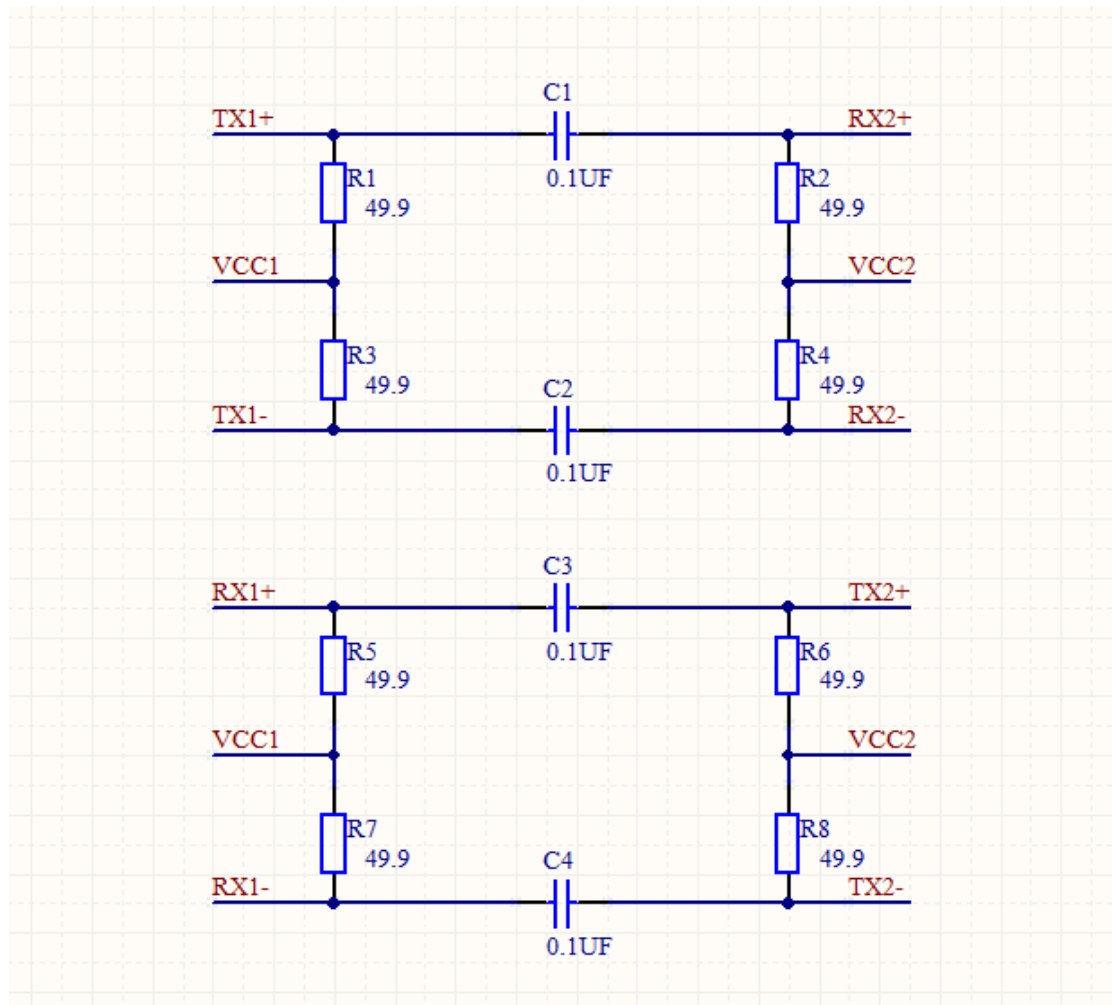 C1
TX1+ RX2+
0.1UF
R1 R2
49.9 49.9
VCC1 VCC2
R3 R4
49.9 49.9
C2
TX1- RX2-
0.1UF
C3
RX1+ TX2+
0.1UF
R5 R6
49.9 49.9
VCC1 VCC2
R7 R8
49.9 49.9
C4
RX1- TX2-
0.1UF